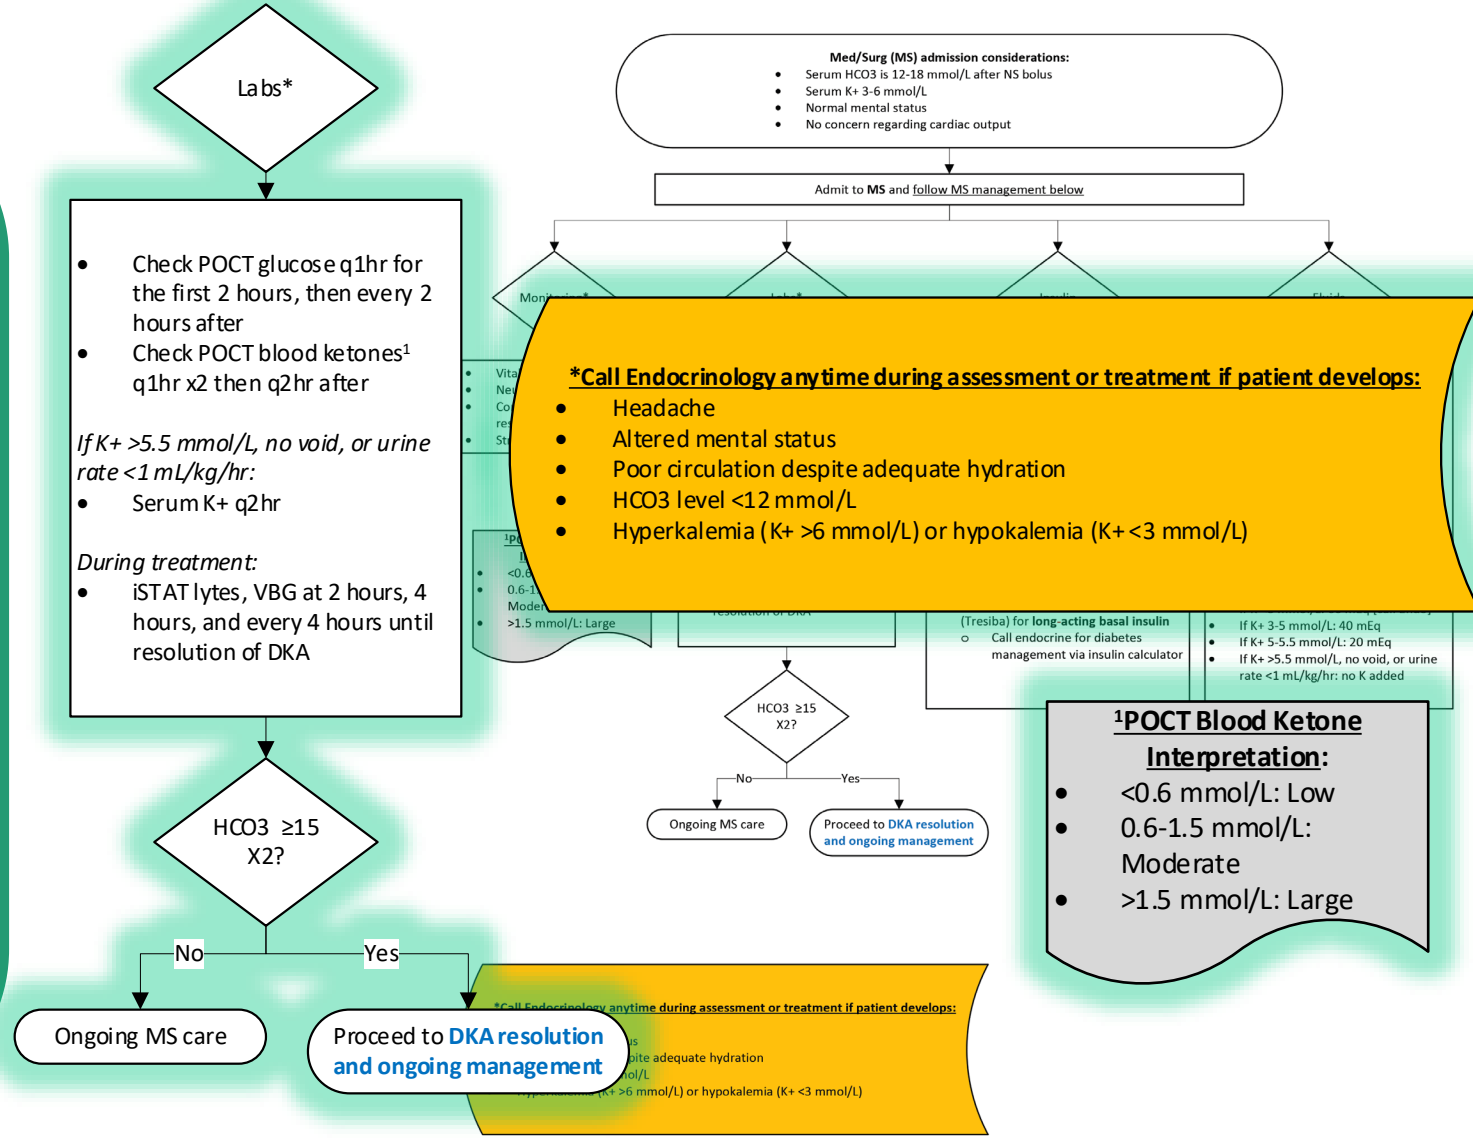 Labs*
• Check POCT glucose q1hr for
the first 2 hours, then every 2
hours after
• Check POCT blood ketones¹
q1hr x2 then q2hr after
If K+ >5.5 mmol/L, no void, or urine
rate <1 mL/kg/hr:
• Serum K+ q2hr
During treatment:
• iSTAT lytes, VBG at 2 hours, 4
hours, and every 4 hours until
resolution of DKA
HCO3 ≥15
X2?
No
Yes
Ongoing MS care
Proceed to DKA resolution
and ongoing management
Med/Surg (MS) admission considerations:
• Serum HCO3 is 12-18 mmol/L after NS bolus
• Serum K+ 3-6 mmol/L
• Normal mental status
• No concern regarding cardiac output
Admit to MS and follow MS management below
Monitoring*
Labs*
Insulin
Fluids
*Call Endocrinology anytime during assessment or treatment if patient develops:
• Headache
• Altered mental status
• Poor circulation despite adequate hydration
• HCO3 level <12 mmol/L
• Hyperkalemia (K+ >6 mmol/L) or hypokalemia (K+ <3 mmol/L)
• >1.5 mmol/L: Large
resolution of DKA
(Tresiba) for long-acting basal insulin
o Call endocrine for diabetes
management via insulin calculator
• If K+ 3-5 mmol/L: 40 mEq
• If K+ 5-5.5 mmol/L: 20 mEq
• If K+ >5.5 mmol/L, no void, or urine
rate <1 mL/kg/hr: no K added
HCO3 ≥15
X2?
No
Yes
Ongoing MS care
Proceed to DKA resolution
and ongoing management
¹POCT Blood Ketone
Interpretation:
• <0.6 mmol/L: Low
• 0.6-1.5 mmol/L:
Moderate
• >1.5 mmol/L: Large
*Call Endocrinology anytime during assessment or treatment if patient develops:
adequate hydration
(K+ >6 mmol/L) or hypokalemia (K+ <3 mmol/L)